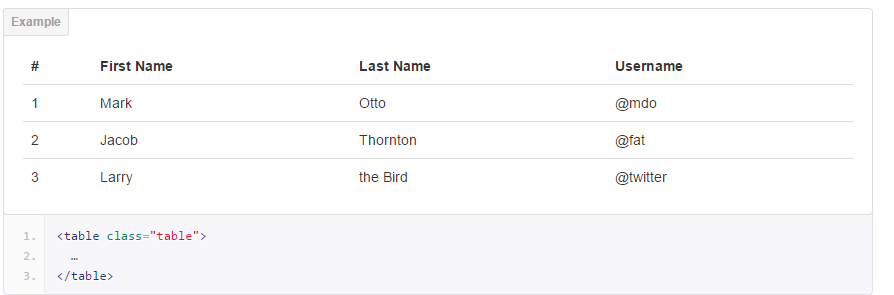 Example
# First Name Last Name Username
1 Mark Otto @mdo
2 Jacob Thornton @fat
3 Larry the Bird @twitter
1. <table class="table">
2. …
3. </table>